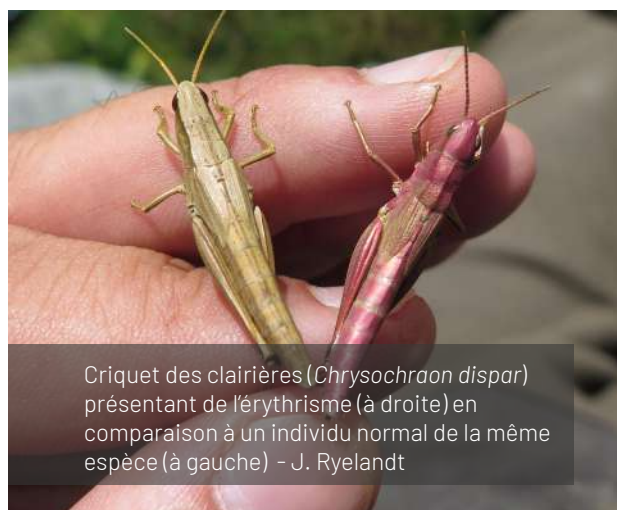 Criquet des clairières (Chrysochraon dispar)
présentant de l'érythrisme (à droite) en
comparaison à un individu normal de la même
espèce (à gauche) - J. Ryelandt